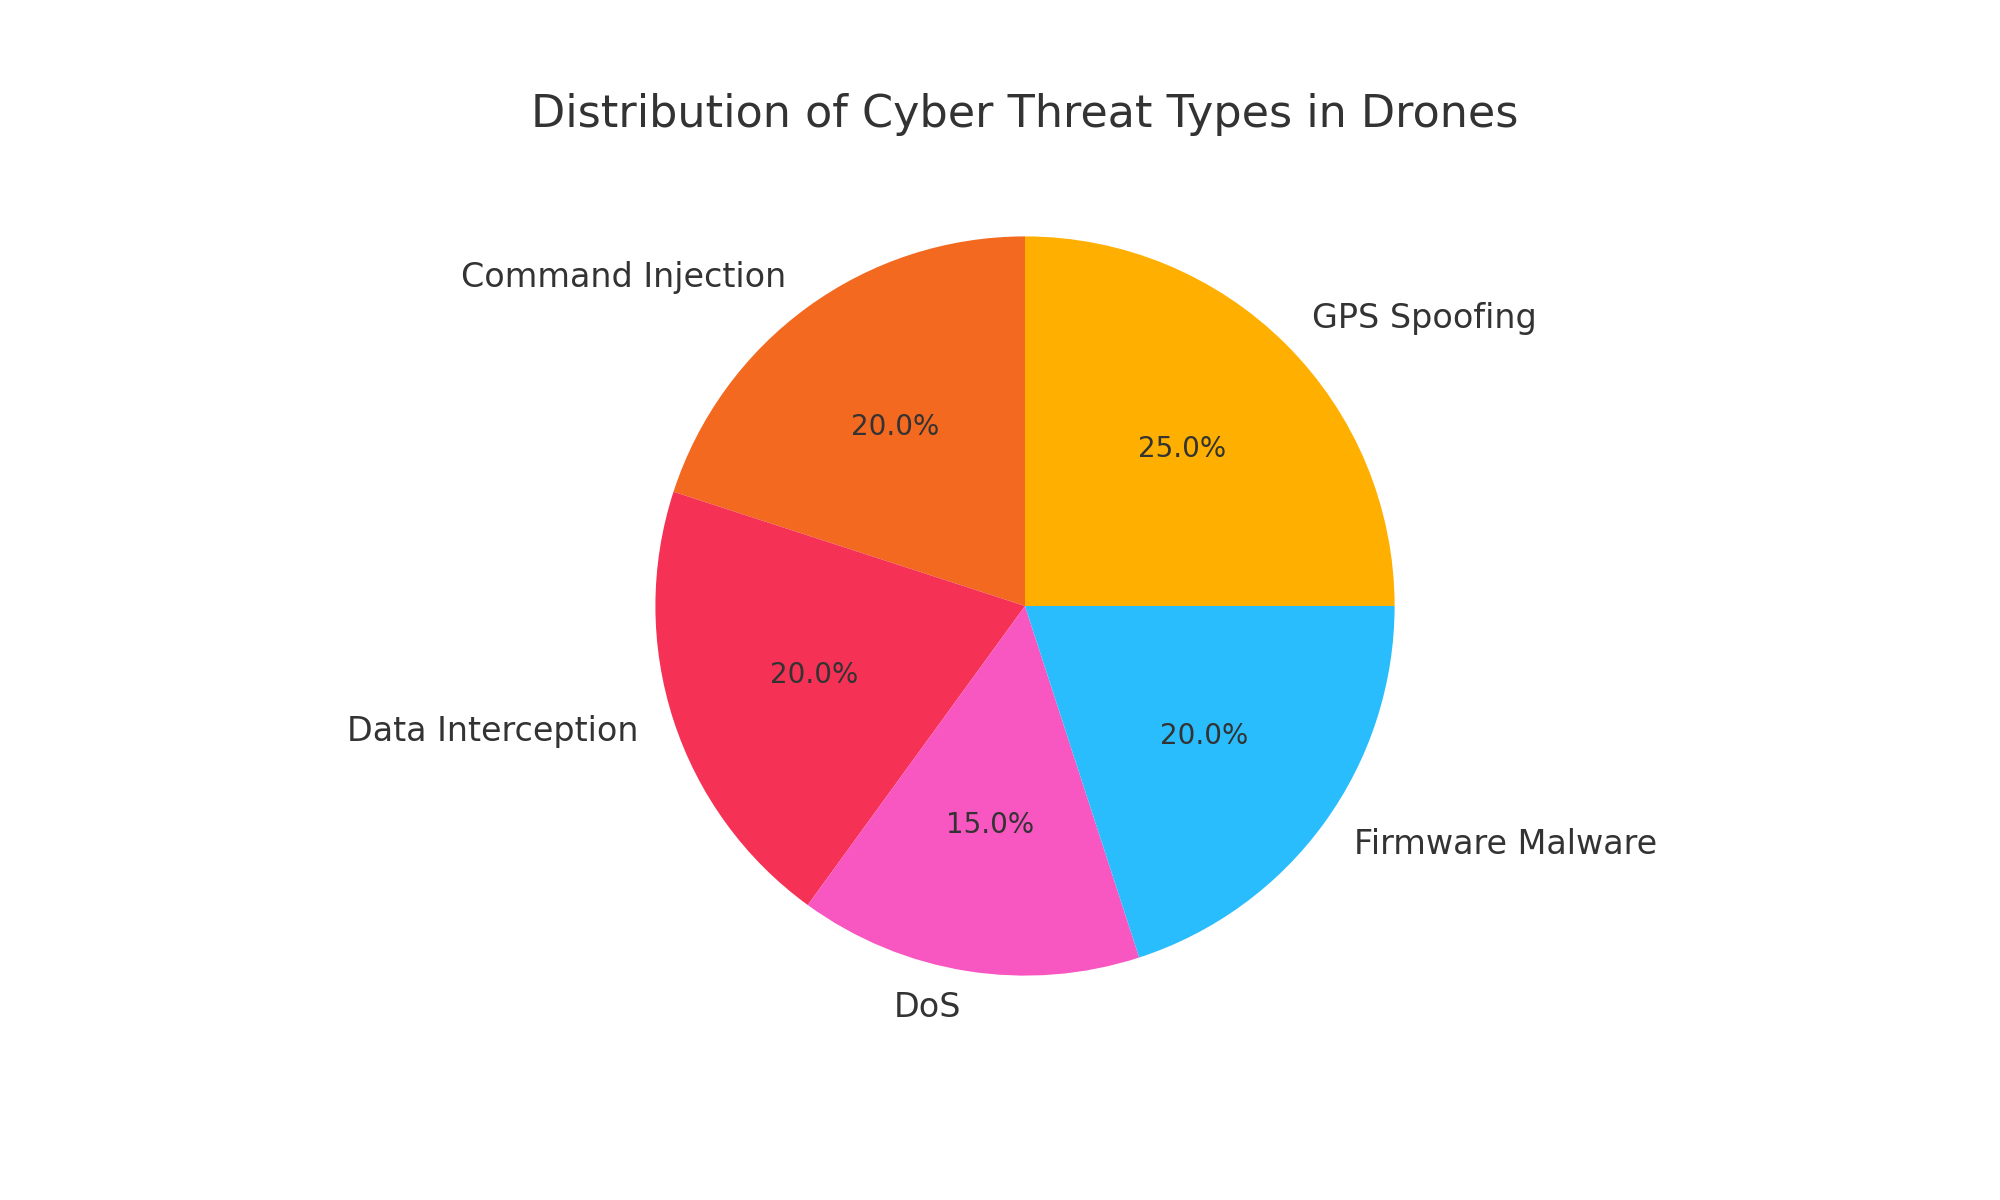 Distribution of Cyber Threat Types in Drones
Command Injection
GPS Spoofing
20.0%
25.0%
20.0%
Data Interception
20.0%
15.0%
Firmware Malware
DoS